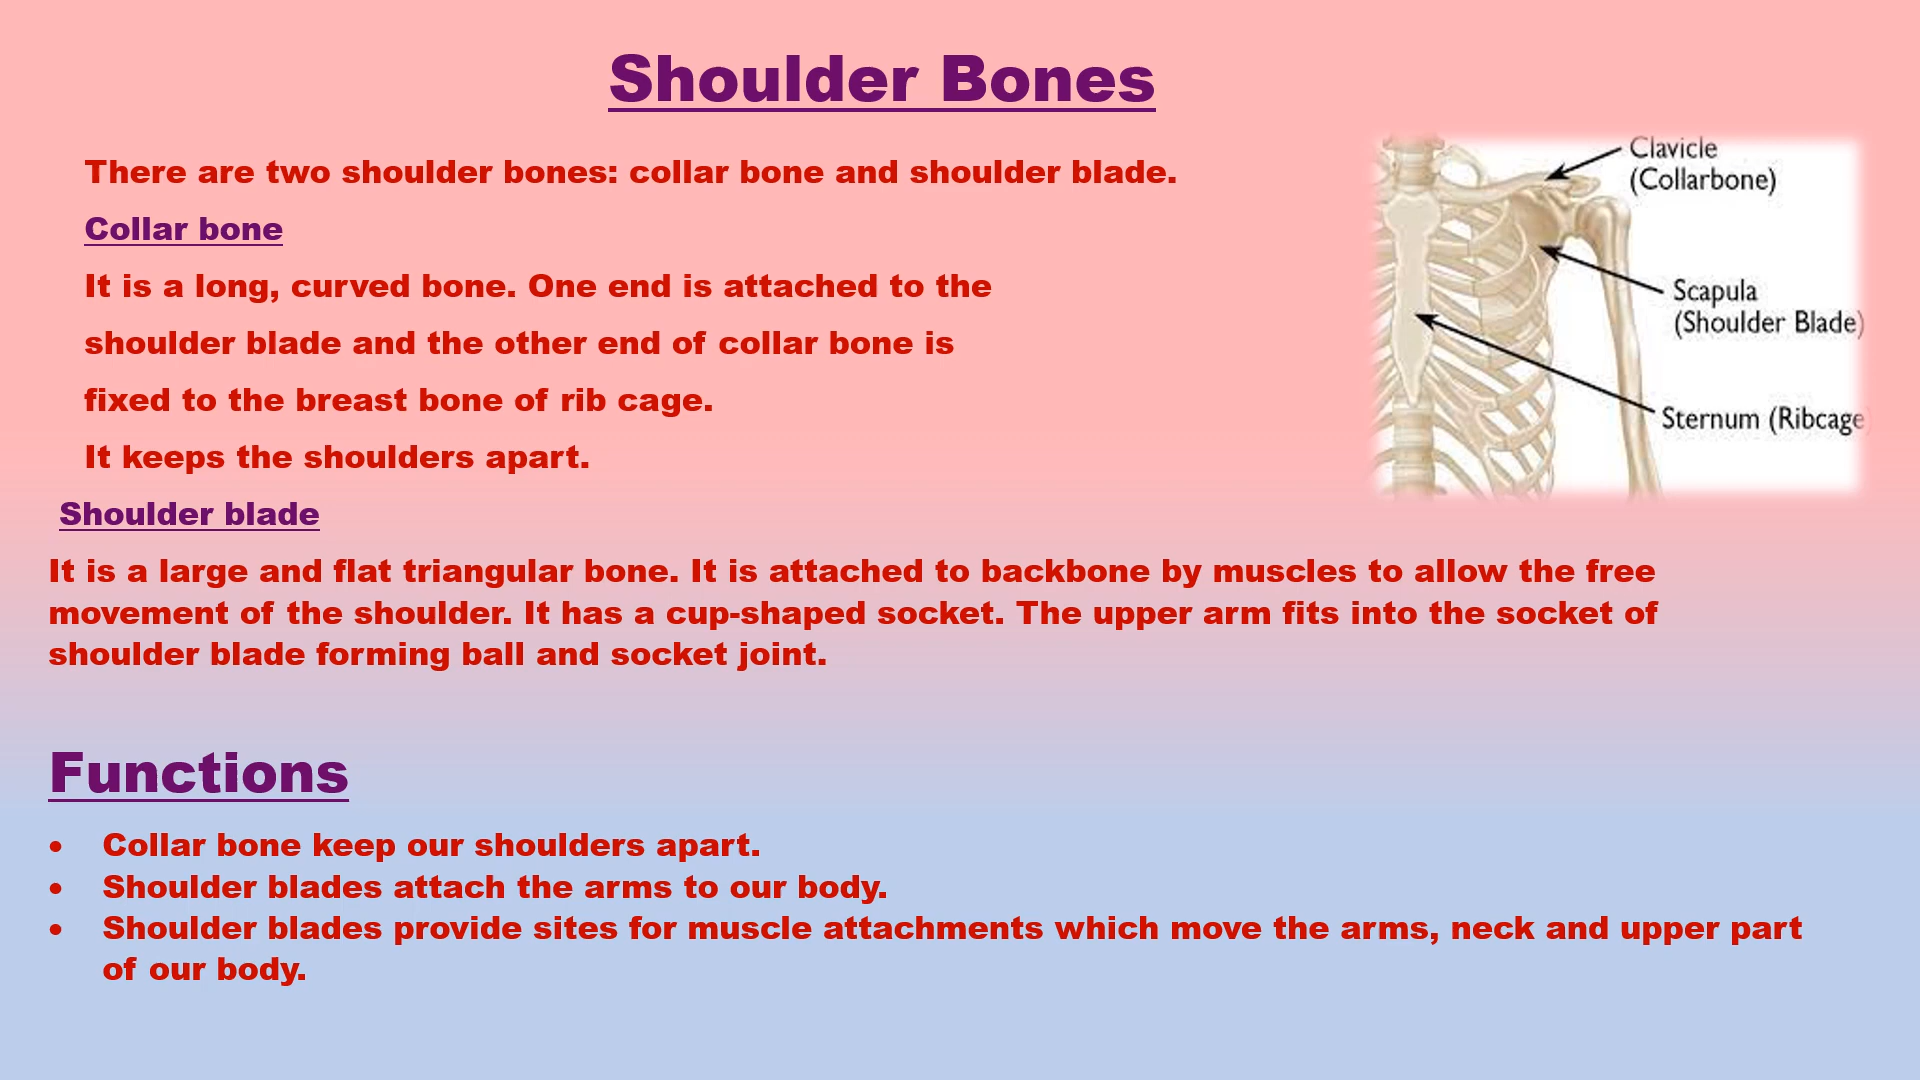 Shoulder Bones
There are two shoulder bones: collar bone and shoulder blade.
Collar bone
It is a long, curved bone. One end is attached to the
shoulder blade and the other end of collar bone is
fixed to the breast bone of rib cage.
It keeps the shoulders apart.
Clavicle
(Collarbone)
Scapula
(Shoulder Blade)
Sternum (Ribcage
Shoulder blade
It is a large and flat triangular bone. It is attached to backbone by muscles to allow the free
movement of the shoulder. It has a cup-shaped socket. The upper arm fits into the socket of
shoulder blade forming ball and socket joint.
Functions
• Collar bone keep our shoulders apart.
• Shoulder blades attach the arms to our body.
• Shoulder blades provide sites for muscle attachments which move the arms, neck and upper part
of our body.